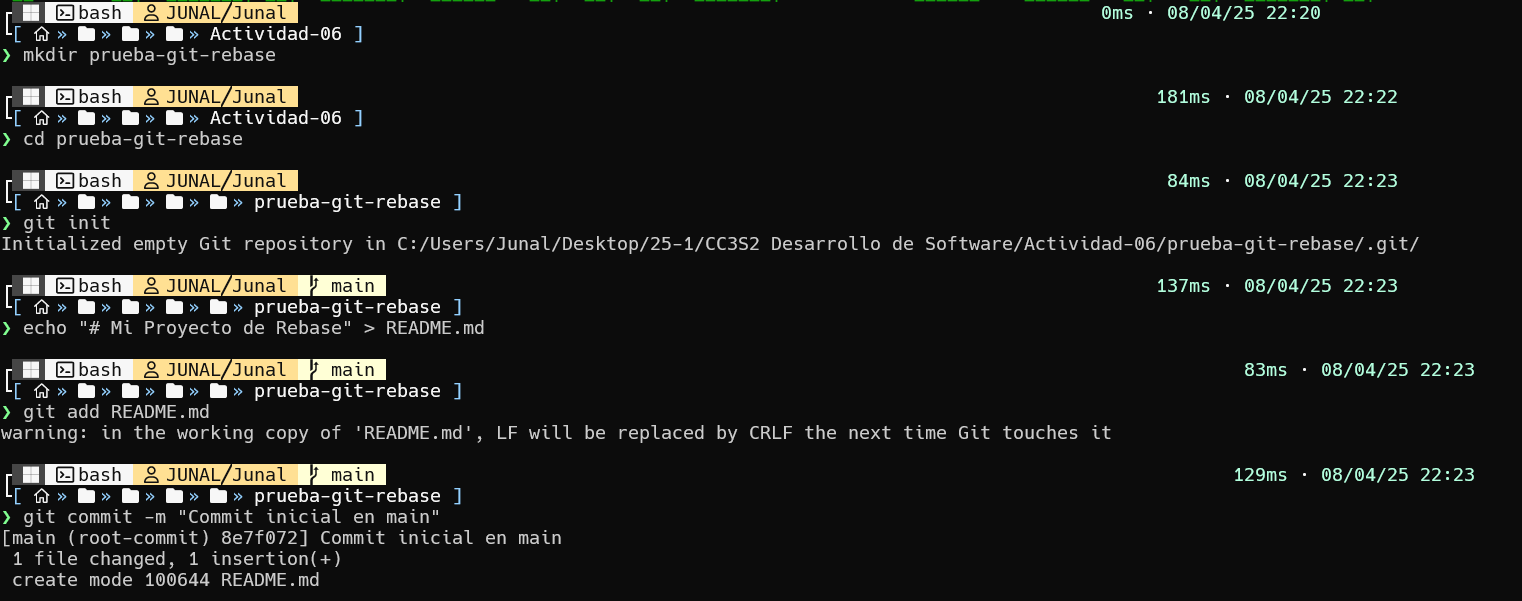 bash JUNAL/Junal 0ms · 08/04/25 22:20
[ » » » » Actividad-06 ]
❯ mkdir prueba-git-rebase
bash JUNAL/Junal 181ms · 08/04/25 22:22
[ » » » » Actividad-06 ]
❯ cd prueba-git-rebase
bash JUNAL/Junal 84ms · 08/04/25 22:23
[ » » » » » prueba-git-rebase ]
❯ git init
Initialized empty Git repository in C:/Users/Junal/Desktop/25-1/CC3S2 Desarrollo de Software/Actividad-06/prueba-git-rebase/.git/
bash JUNAL/Junal main 137ms · 08/04/25 22:23
[ » » » » » prueba-git-rebase ]
❯ echo "# Mi Proyecto de Rebase" > README.md
bash JUNAL/Junal main 83ms · 08/04/25 22:23
[ » » » » » prueba-git-rebase ]
❯ git add README.md
warning: in the working copy of 'README.md', LF will be replaced by CRLF the next time Git touches it
bash JUNAL/Junal main 129ms · 08/04/25 22:23
[ » » » » » prueba-git-rebase ]
❯ git commit -m "Commit inicial en main"
[main (root-commit) 8e7f072] Commit inicial en main
 1 file changed, 1 insertion(+)
 create mode 100644 README.md